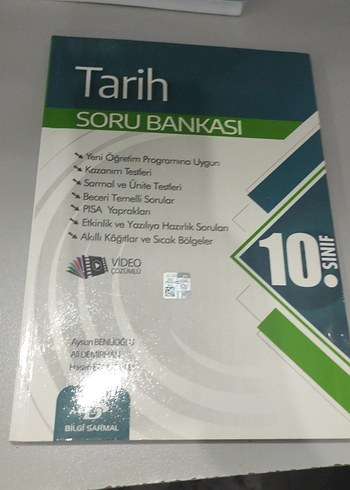 Tarih
SORU BANKASI
Yeni Öğretim Programına Uygun
Kazanım Testleri
Sarmal ve Ünite Testleri
Beceri Temelli Sorular
PISA Yaprakları
Etkinlik ve Yazılıya Hazırlık Soruları
Akıllı Kâğıtlar ve Sıcak Bölgeler
10. SINIF
VIDEO
ÇÖZÜMLÜ
Aysun BENLİOĞLU
Ali DEMİRHAN
Hasan
BİLGİ SARMAL